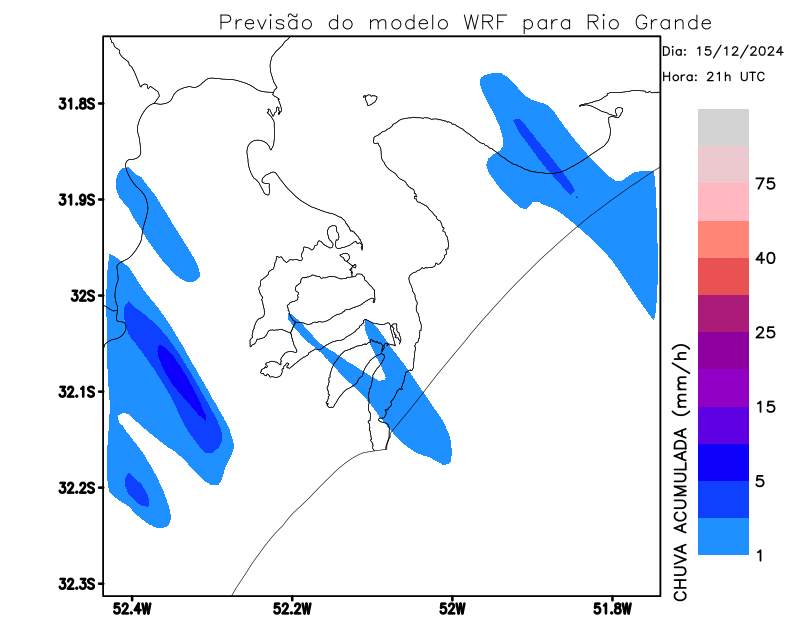 Previsão do modelo WRF para Rio Grande
Dia: 15/12/2024
Hora: 21h UTC
31.8S
31.9S
32S
32.1S
32.2S
32.3S
52.4W
52.2W
52W
51.8W
75
40
25
15
5
1
CHUVA ACUMULADA (mm/h)